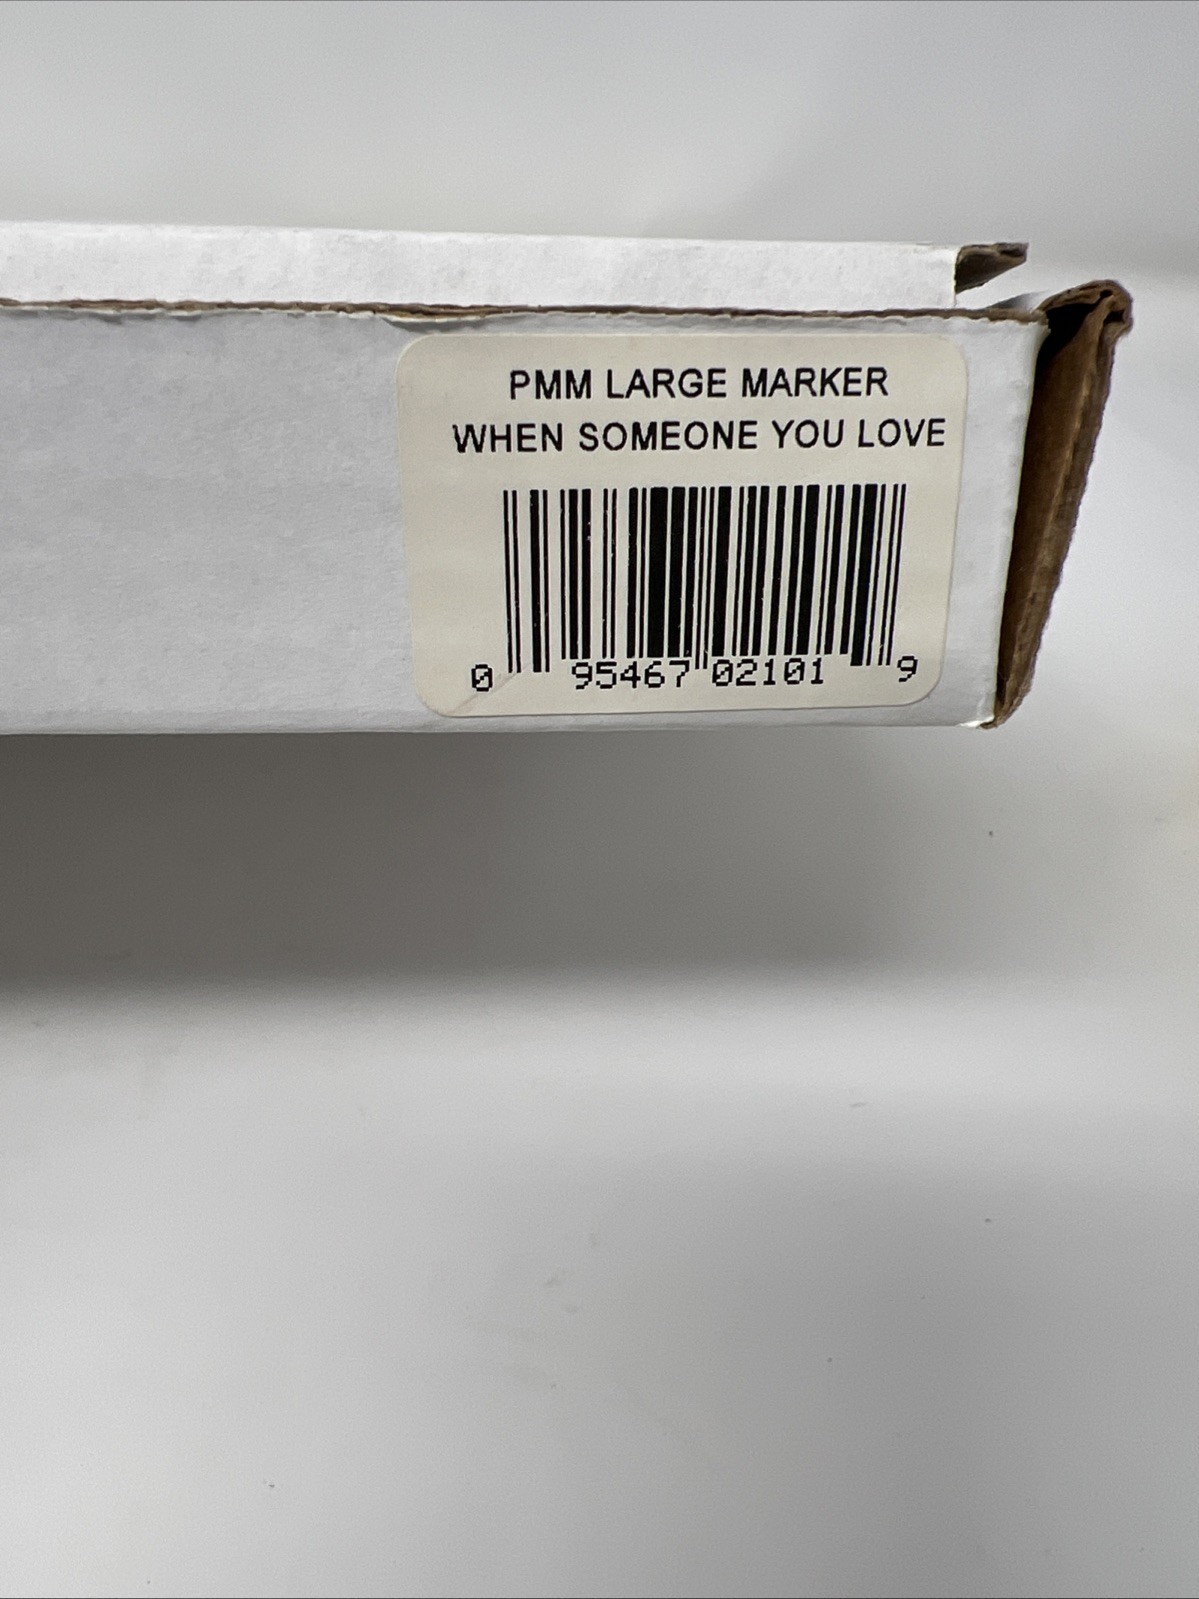 PMM LARGE MARKER
WHEN SOMEONE YOU LOVE
0 95467 02101 9